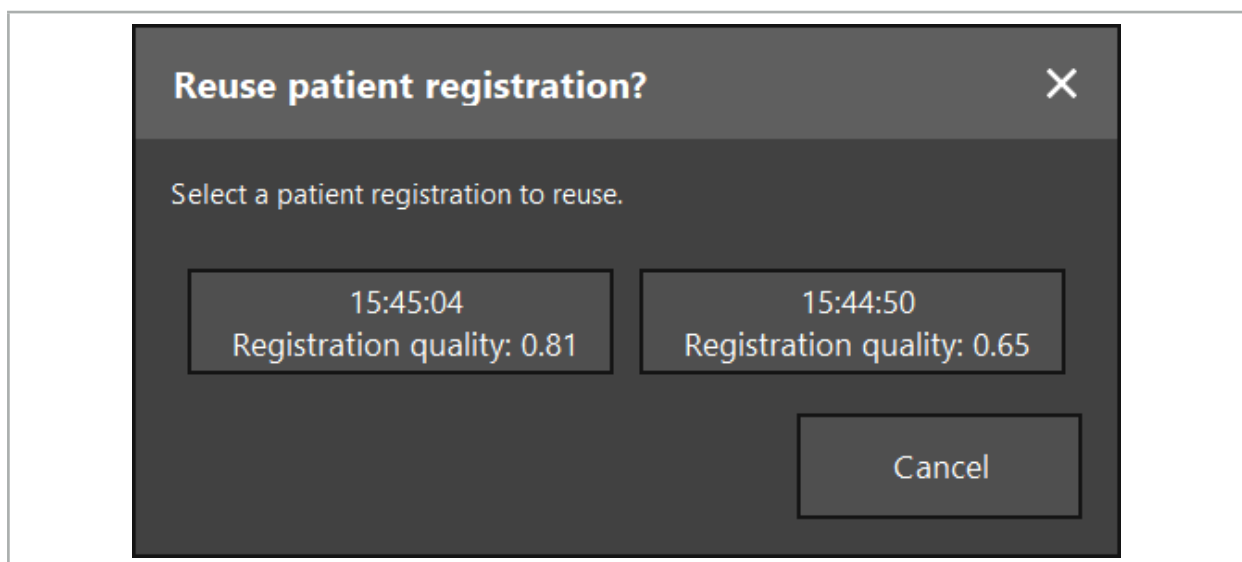 Reuse patient registration?
Select a patient registration to reuse.
15:45:04
Registration quality: 0.81
15:44:50
Registration quality: 0.65
Cancel